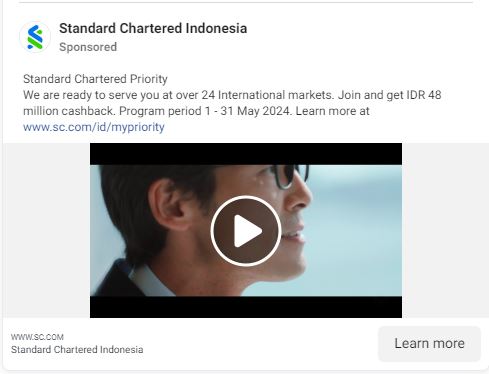 Standard Chartered Indonesia
Sponsored
Standard Chartered Priority
We are ready to serve you at over 24 International markets. Join and get IDR 48
million cashback. Program period 1 - 31 May 2024. Learn more at
www.sc.com/id/mypriority
WWW.SC.COM
Standard Chartered Indonesia
Learn more